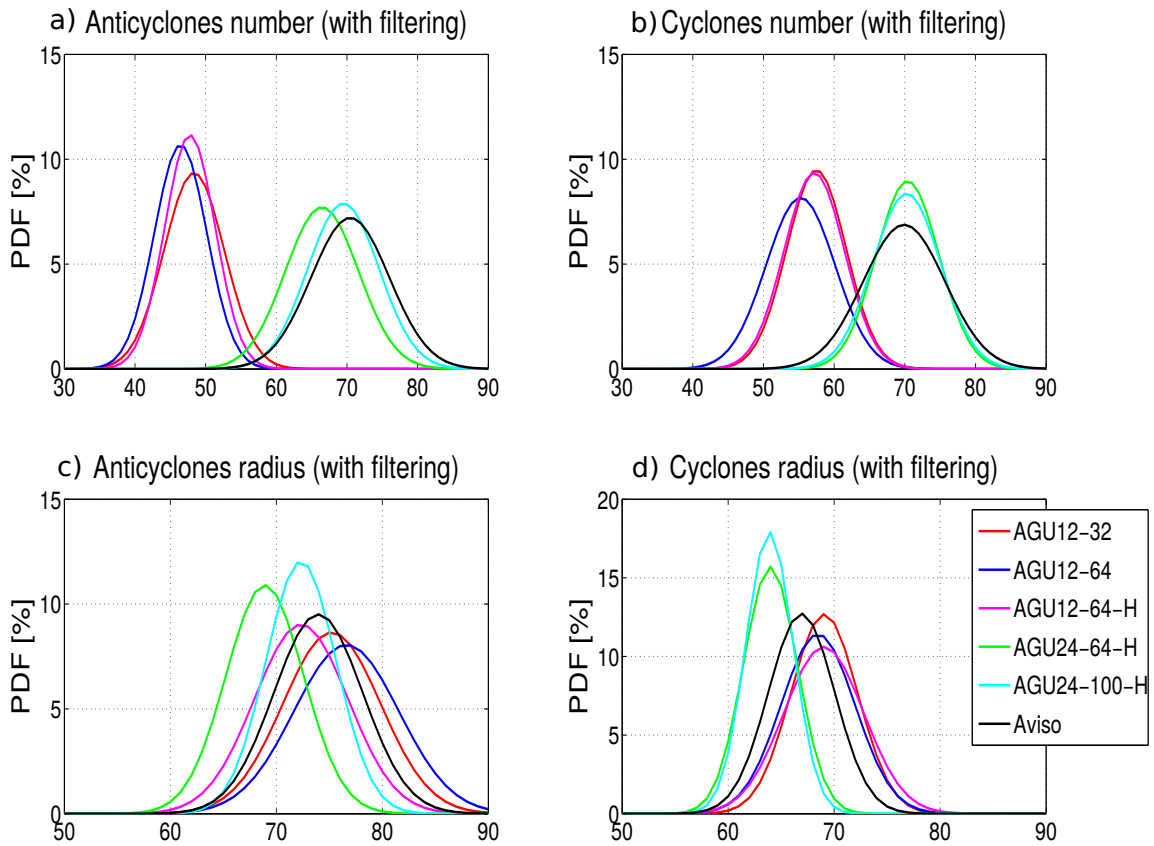 a) Anticyclones number (with filtering)
PDF [%]
15
10
5
0
30 40 50 60 70 80 90
b) Cyclones number (with filtering)
PDF [%]
15
10
5
0
30 40 50 60 70 80 90
c) Anticyclones radius (with filtering)
PDF [%]
15
10
5
0
50 60 70 80 90
d) Cyclones radius (with filtering)
PDF [%]
20
15
10
5
0
50 60 70 80 90
AGU12−32
AGU12−64
AGU12−64−H
AGU24−64−H
AGU24−100−H
Aviso